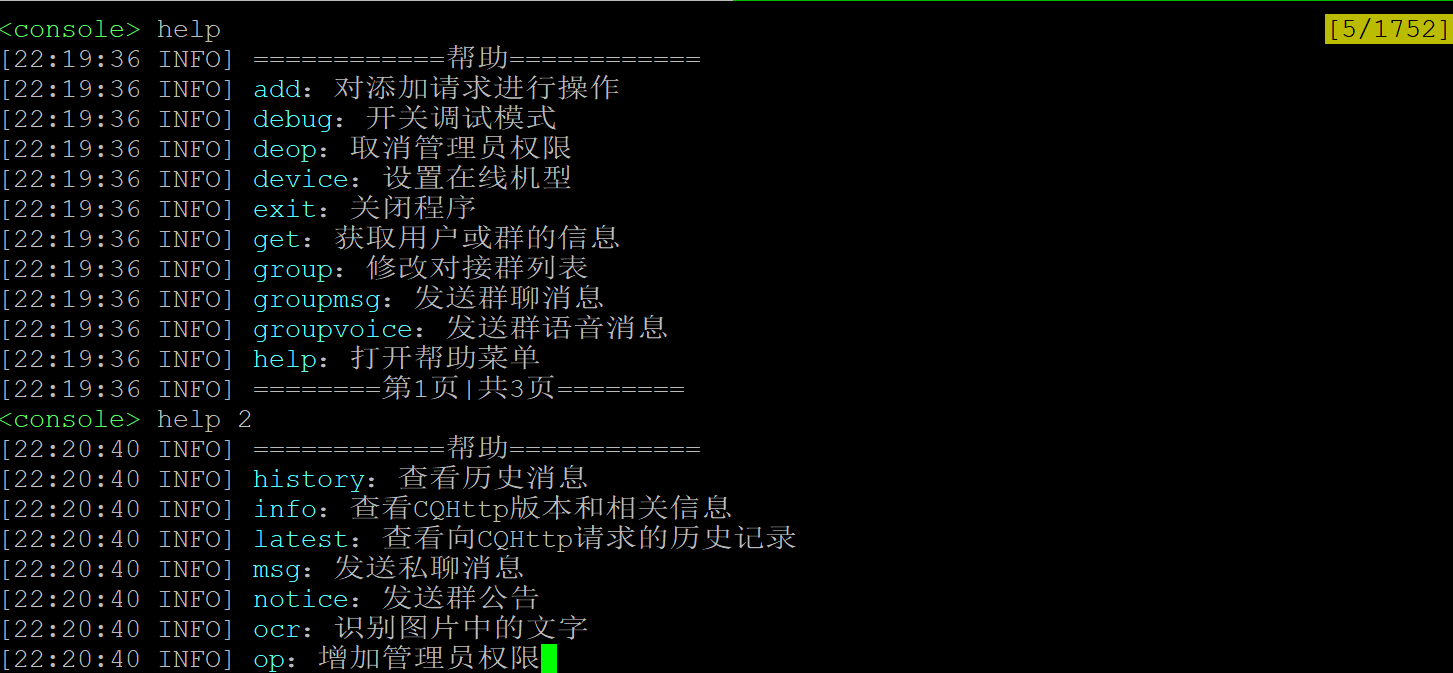 <console> help
[5/1752]
[22:19:36 INFO] ============帮助============
[22:19:36 INFO] add: 对添加请求进行操作
[22:19:36 INFO] debug: 开关调试模式
[22:19:36 INFO] deop: 取消管理员权限
[22:19:36 INFO] device: 设置在线机型
[22:19:36 INFO] exit: 关闭程序
[22:19:36 INFO] get: 获取用户或群的信息
[22:19:36 INFO] group: 修改对接群列表
[22:19:36 INFO] groupmsg: 发送群聊消息
[22:19:36 INFO] groupvoice: 发送群语音消息
[22:19:36 INFO] help: 打开帮助菜单
[22:19:36 INFO] ========第1页|共3页========
<console> help 2
[22:20:40 INFO] ============帮助============
[22:20:40 INFO] history: 查看历史消息
[22:20:40 INFO] info: 查看CQHttp版本和相关信息
[22:20:40 INFO] latest: 查看向CQHttp请求的历史记录
[22:20:40 INFO] msg: 发送私聊消息
[22:20:40 INFO] notice: 发送群公告
[22:20:40 INFO] ocr: 识别图片中的文字
[22:20:40 INFO] op: 增加管理员权限